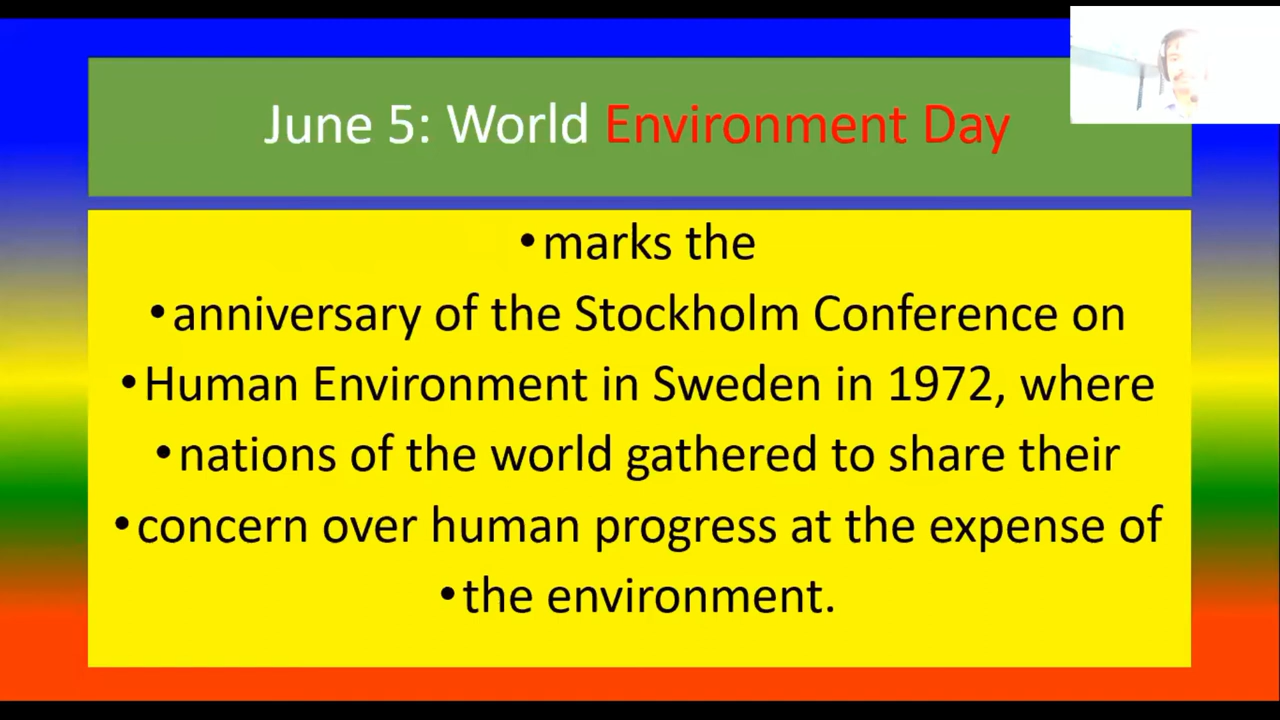 June 5: World Environment Day
•marks the
•anniversary of the Stockholm Conference on
•Human Environment in Sweden in 1972, where
•nations of the world gathered to share their
•concern over human progress at the expense of
•the environment.